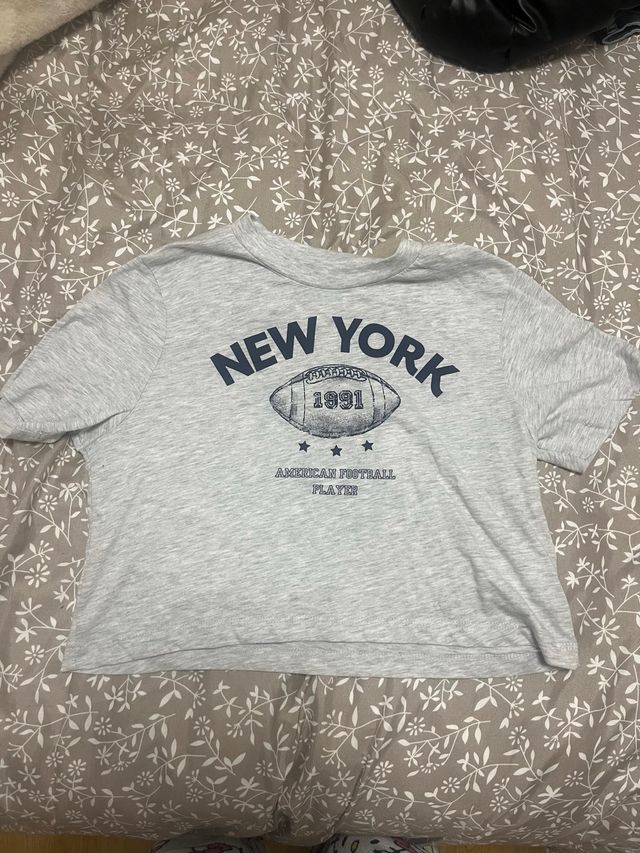 NEW YORK
1991
AMERICAN FOOTBALL
PLAYER